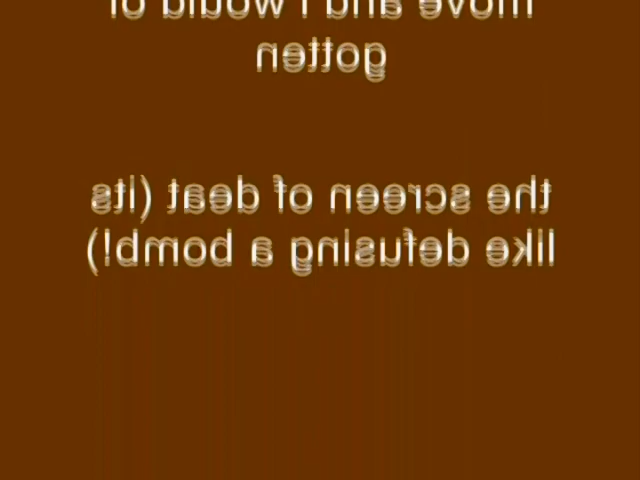 move and I would of
gotten
the screen of deat (its
like defusing a bomb!)